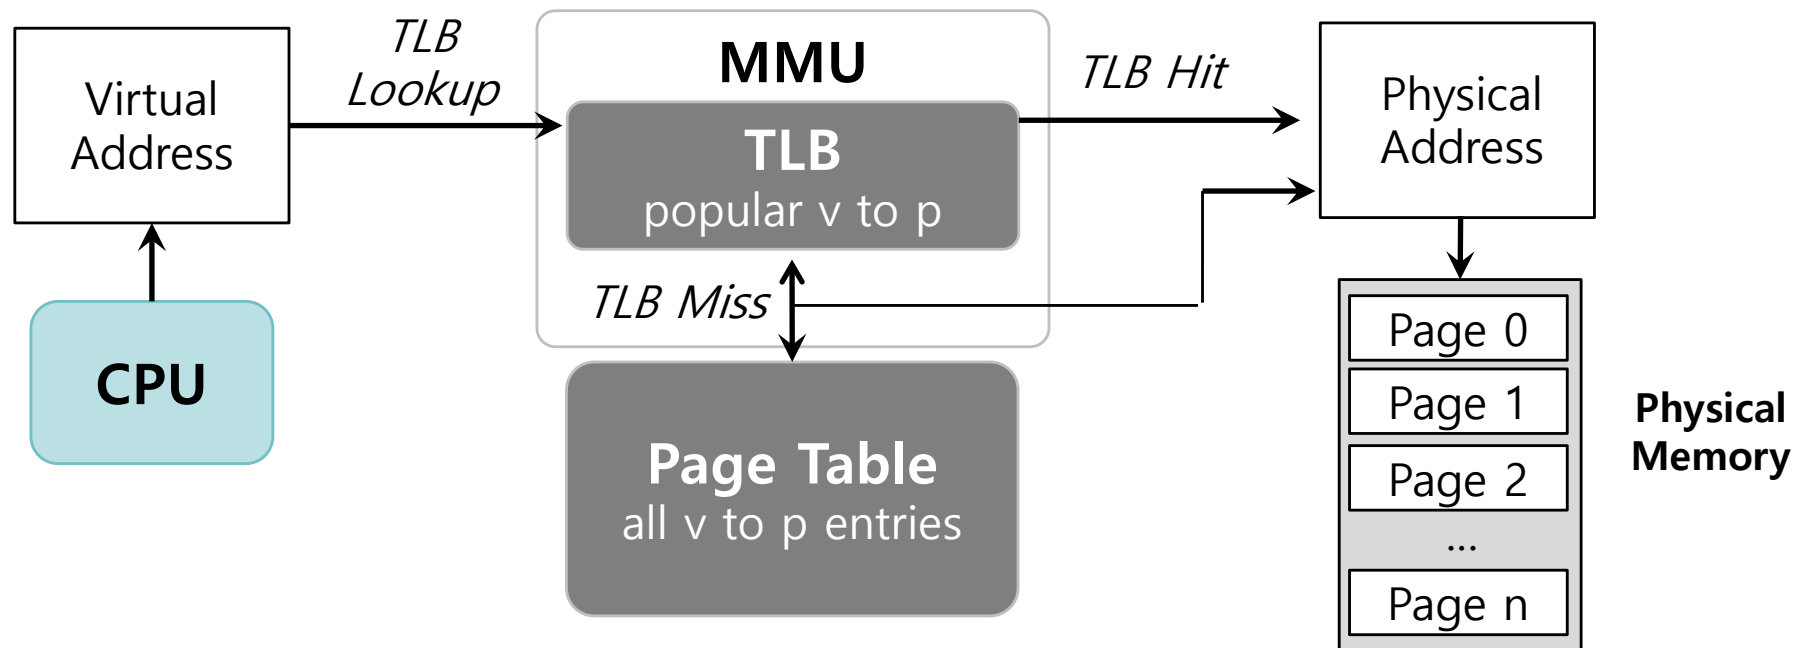 TLB
Lookup
MMU
TLB Hit
Virtual
Address
Physical
Address
TLB
popular v to p
TLB Miss
CPU
Page Table
all v to p entries
Page 0
Page 1
Page 2
...
Page n
Physical
Memory